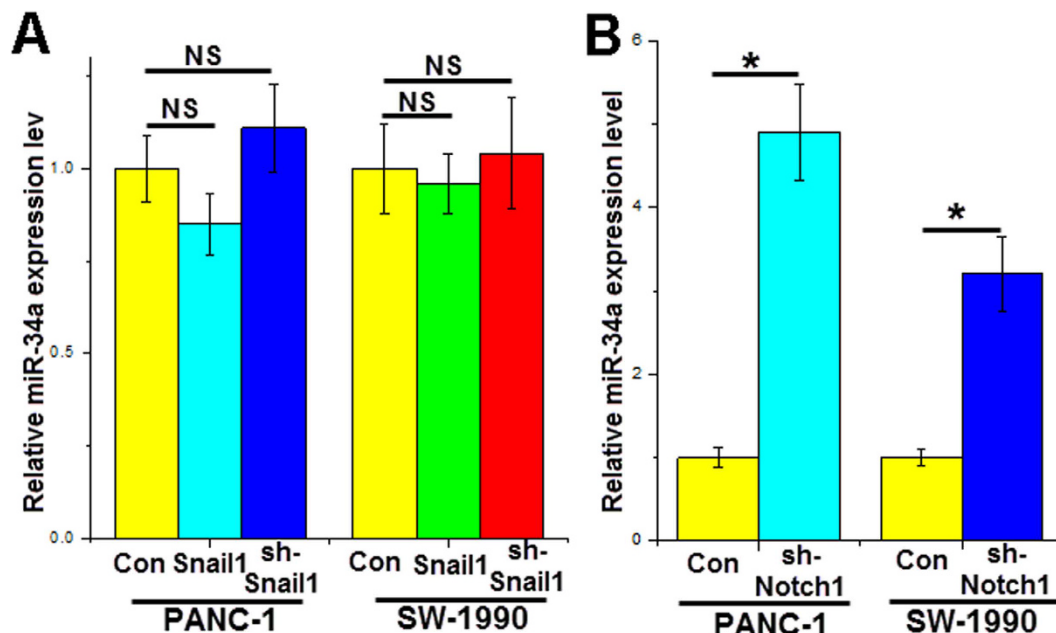 A
Relative miR-34a expression lev
1.0
0.5
0.0
NS
NS
NS
NS
Con Snail1 sh-
Snail1
Con Snail1 sh-
Snail1
PANC-1 SW-1990
B
Relative miR-34a expression level
6
4
2
0
*
*
Con sh-
Notch1
Con sh-
Notch1
PANC-1 SW-1990